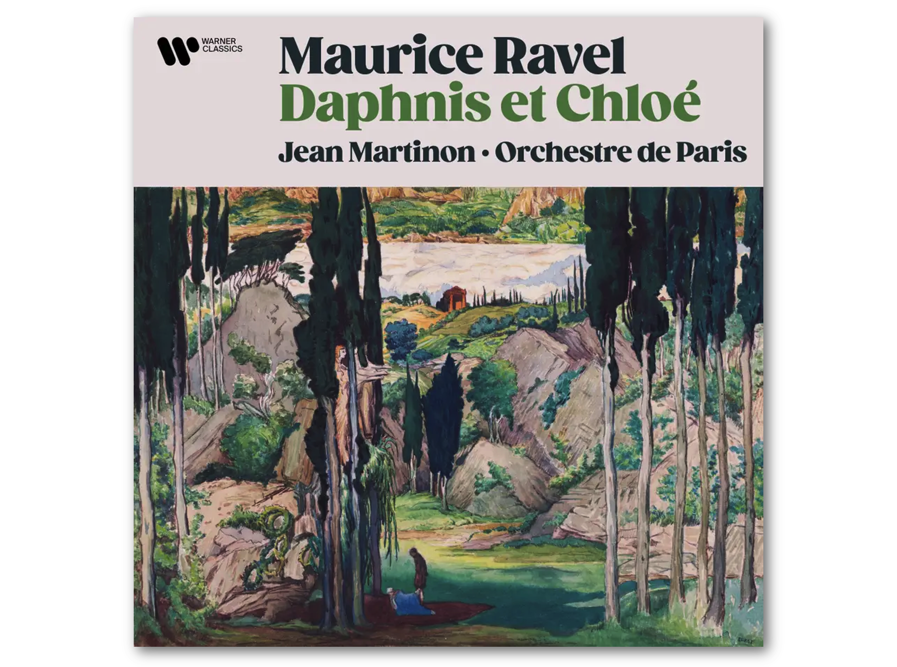 WARNER
CLASSICS
Maurice Ravel
Daphnis et Chloé
Jean Martinon • Orchestre de Paris